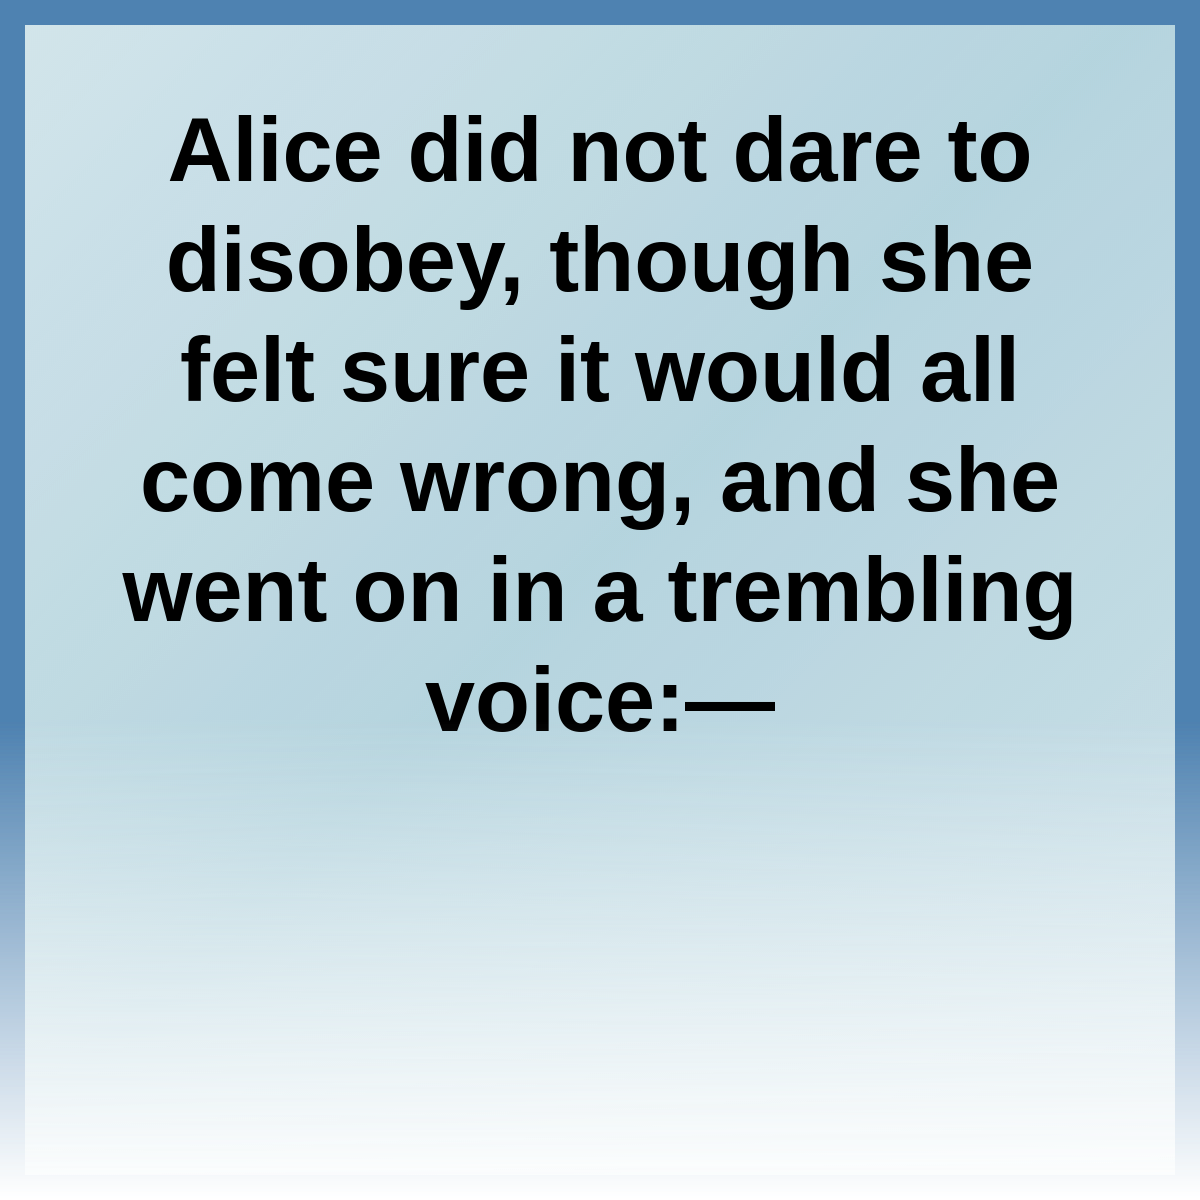 Alice did not dare to
disobey, though she
felt sure it would all
come wrong, and she
went on in a trembling
voice:—